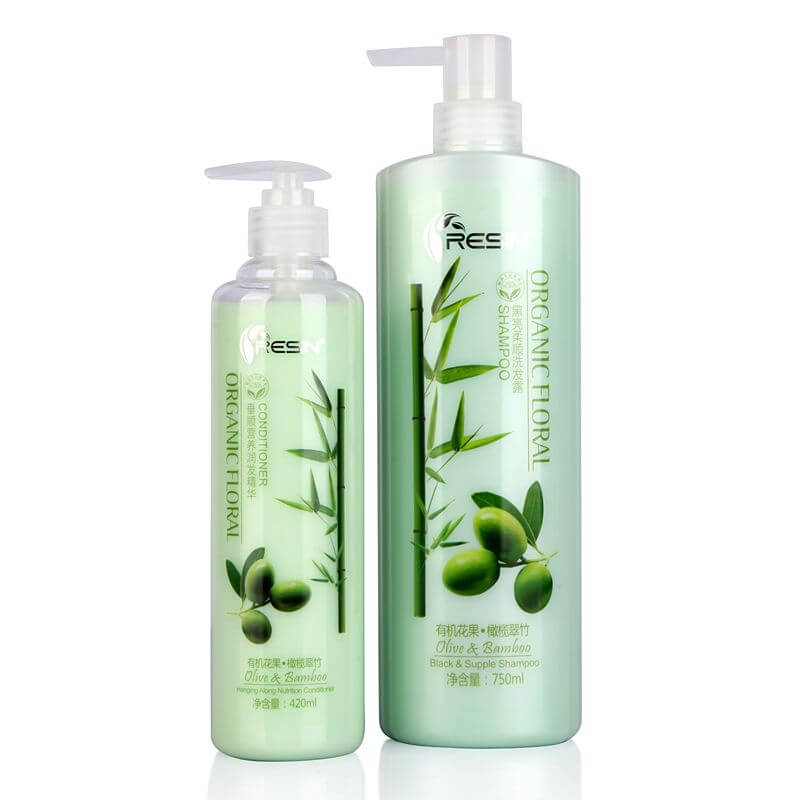 RESIN
CONDITIONER
垂顺营养润发精华
ORGANIC FLORAL
有机花果•橄榄翠竹
Olive & Bamboo
Hanging Along Nutrition Conditioner
净含量:420ml
RESIN
ORGANIC FLORAL
黑亮柔顺洗发露
SHAMPOO
有机花果•橄榄翠竹
Olive & Bamboo
Black & Supple Shampoo
净含量:750ml